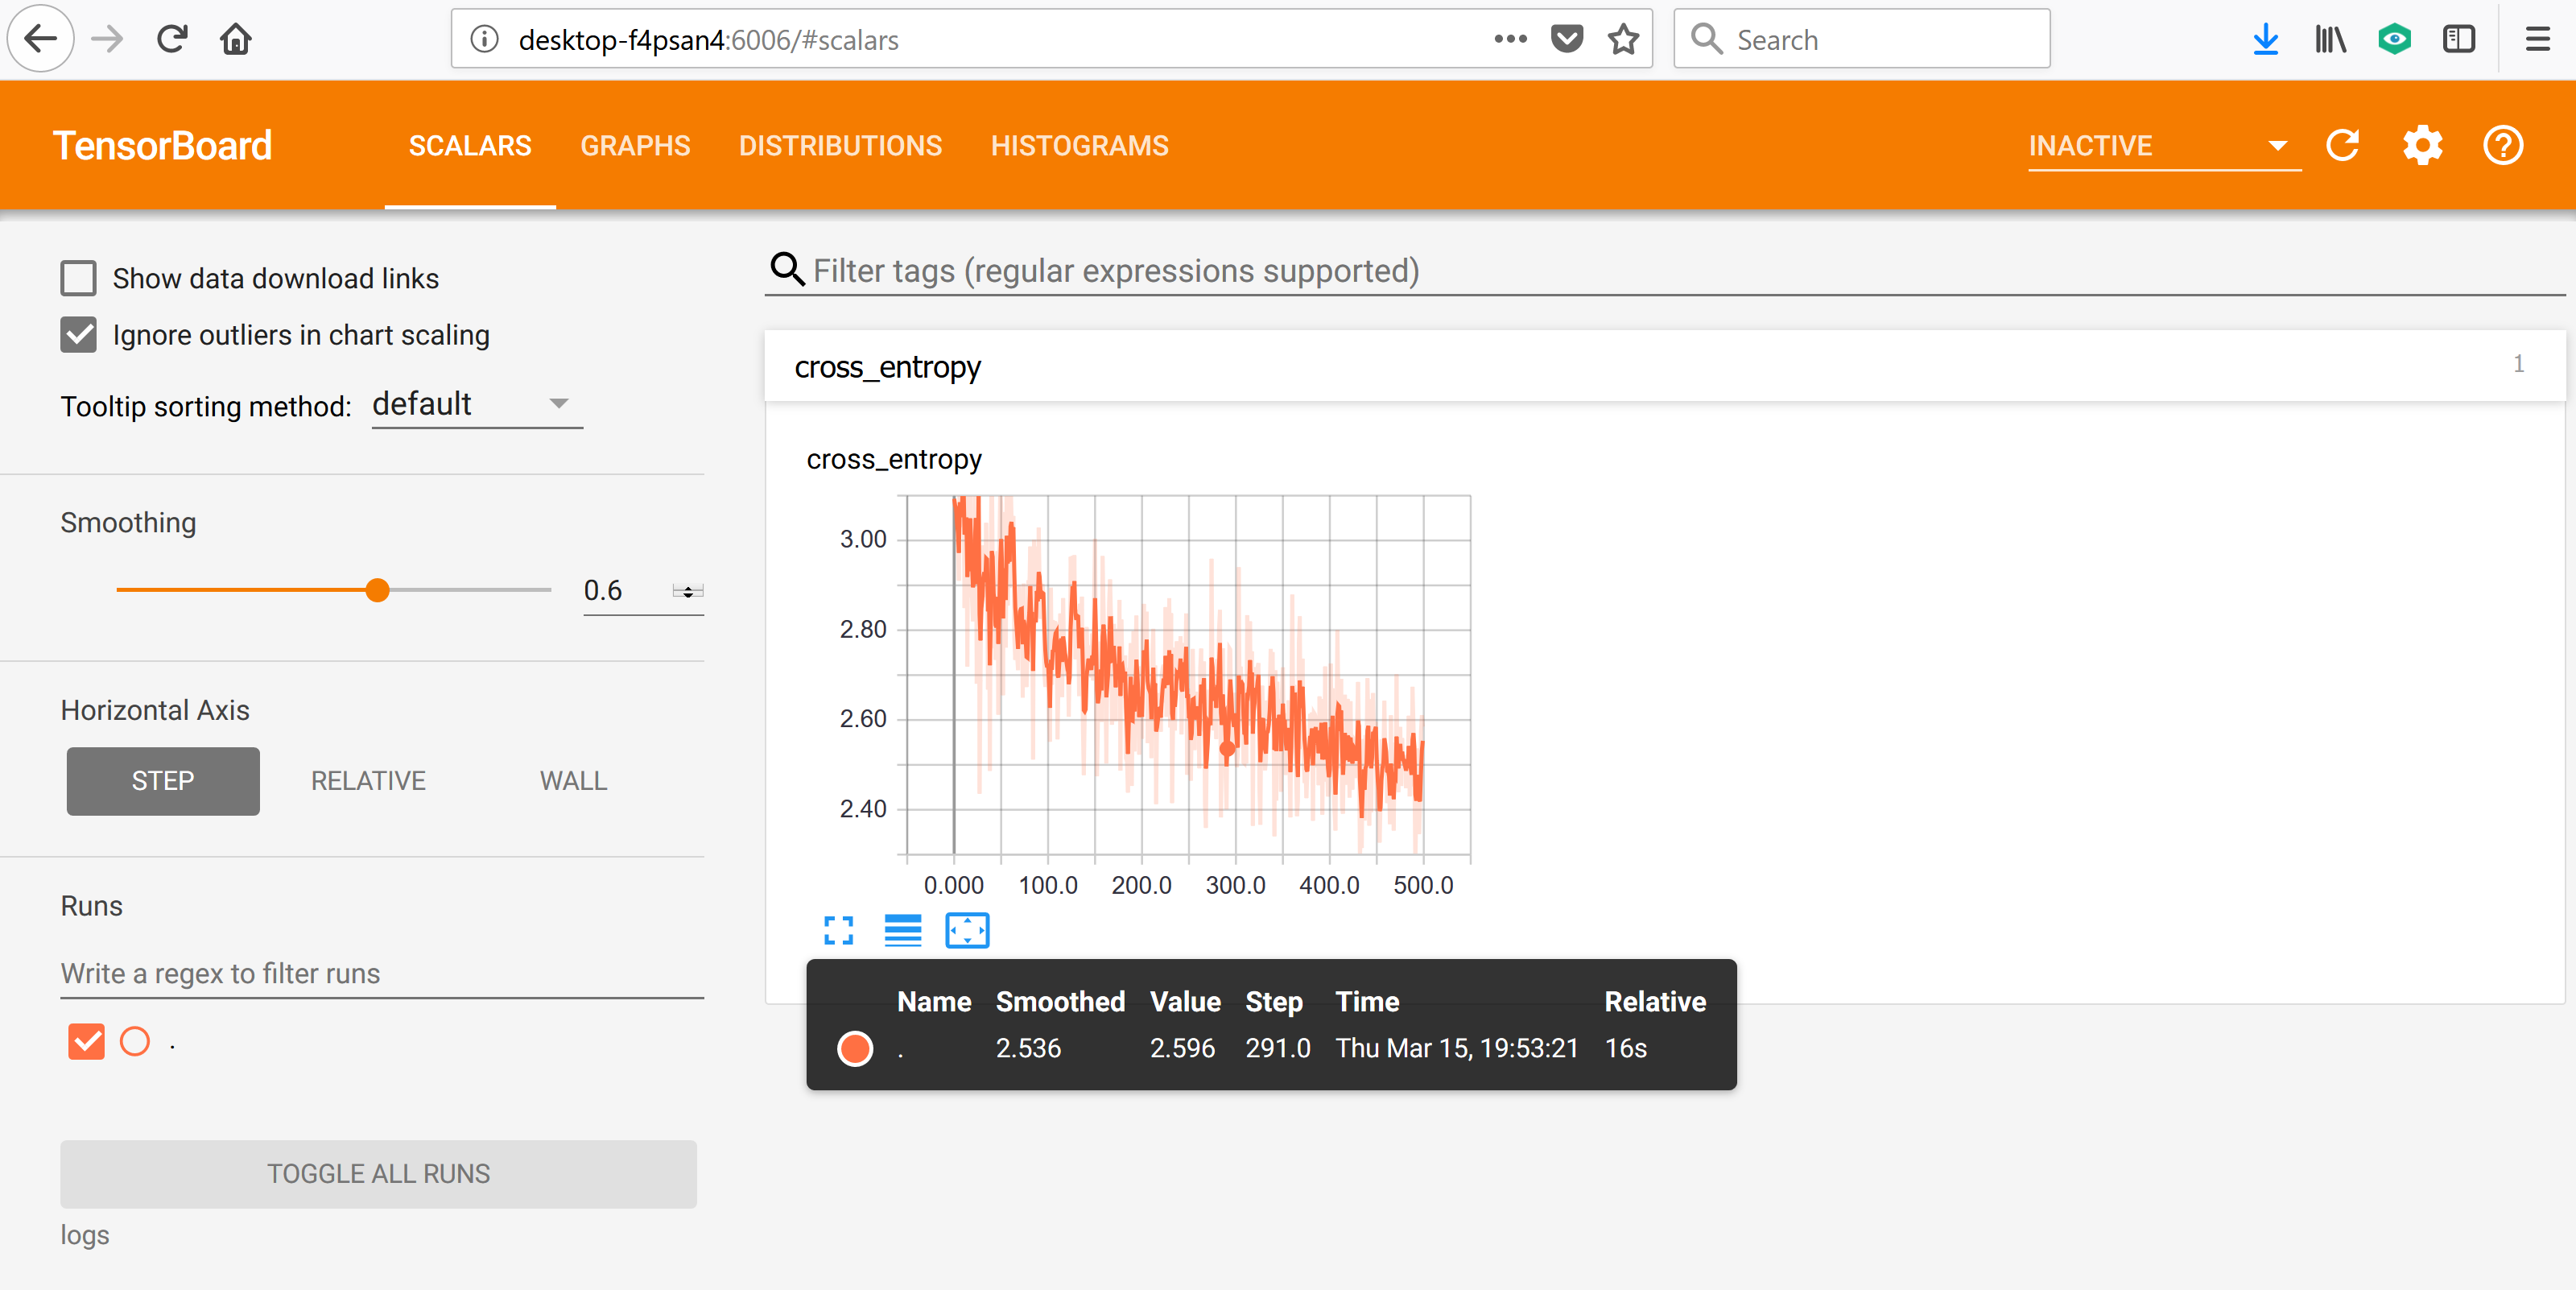 desktop-f4psan4:6006/#scalars
Search
TensorBoard SCALARS GRAPHS DISTRIBUTIONS HISTOGRAMS INACTIVE
Show data download links
Ignore outliers in chart scaling
Tooltip sorting method: default
Smoothing
0.6
Horizontal Axis
STEP RELATIVE WALL
Runs
Write a regex to filter runs
.
TOGGLE ALL RUNS
logs
Filter tags (regular expressions supported)
cross_entropy 1
cross_entropy
3.00
2.80
2.60
2.40
0.000 100.0 200.0 300.0 400.0 500.0
Name Smoothed Value Step Time Relative
. 2.536 2.596 291.0 Thu Mar 15, 19:53:21 16s